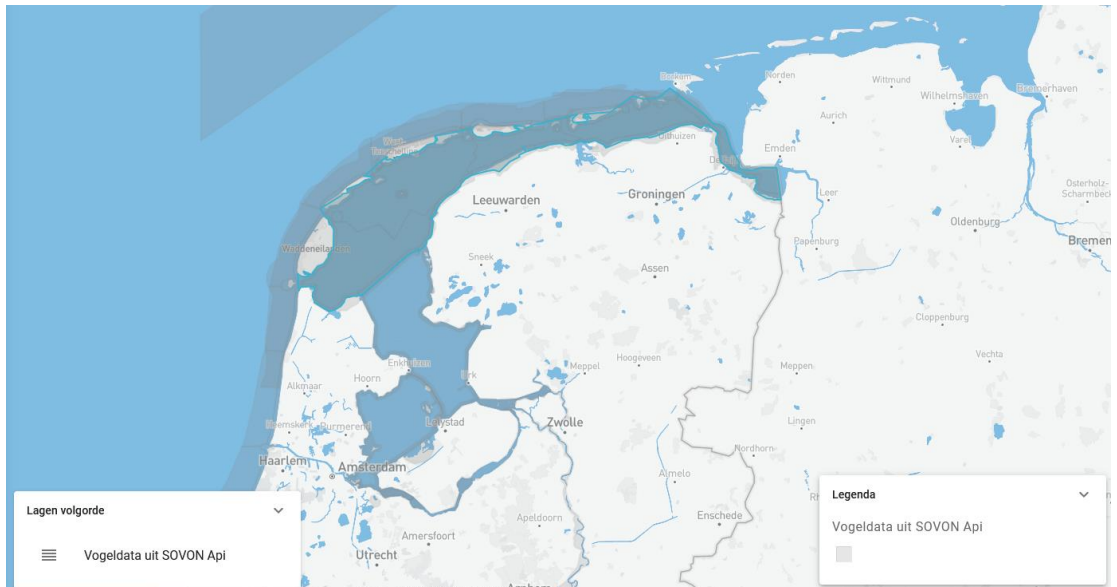 Borkum
Norden
Wittmund
Wilhelmshaven
Bremerhaven
Aurich
Varel
Emden
Leeuwarden
Groningen
Leer
Osterholz-
Scharmbeck
Oldenburg
Papenburg
Bremen
Sneek
Assen
Cloppenburg
Enkhuizen
Hoogeveen
Meppel
Meppen
Vechta
Hoorn
Alkmaar
Urk
Heemskerk
Purmerend
Lelystad
Zwolle
Lingen
Nordhorn
Haarlem
Amsterdam
Almelo
Apeldoorn
Enschede
Amersfoort
Utrecht
Lagen volgorde
Vogeldata uit SOVON Api
Legenda
Vogeldata uit SOVON Api